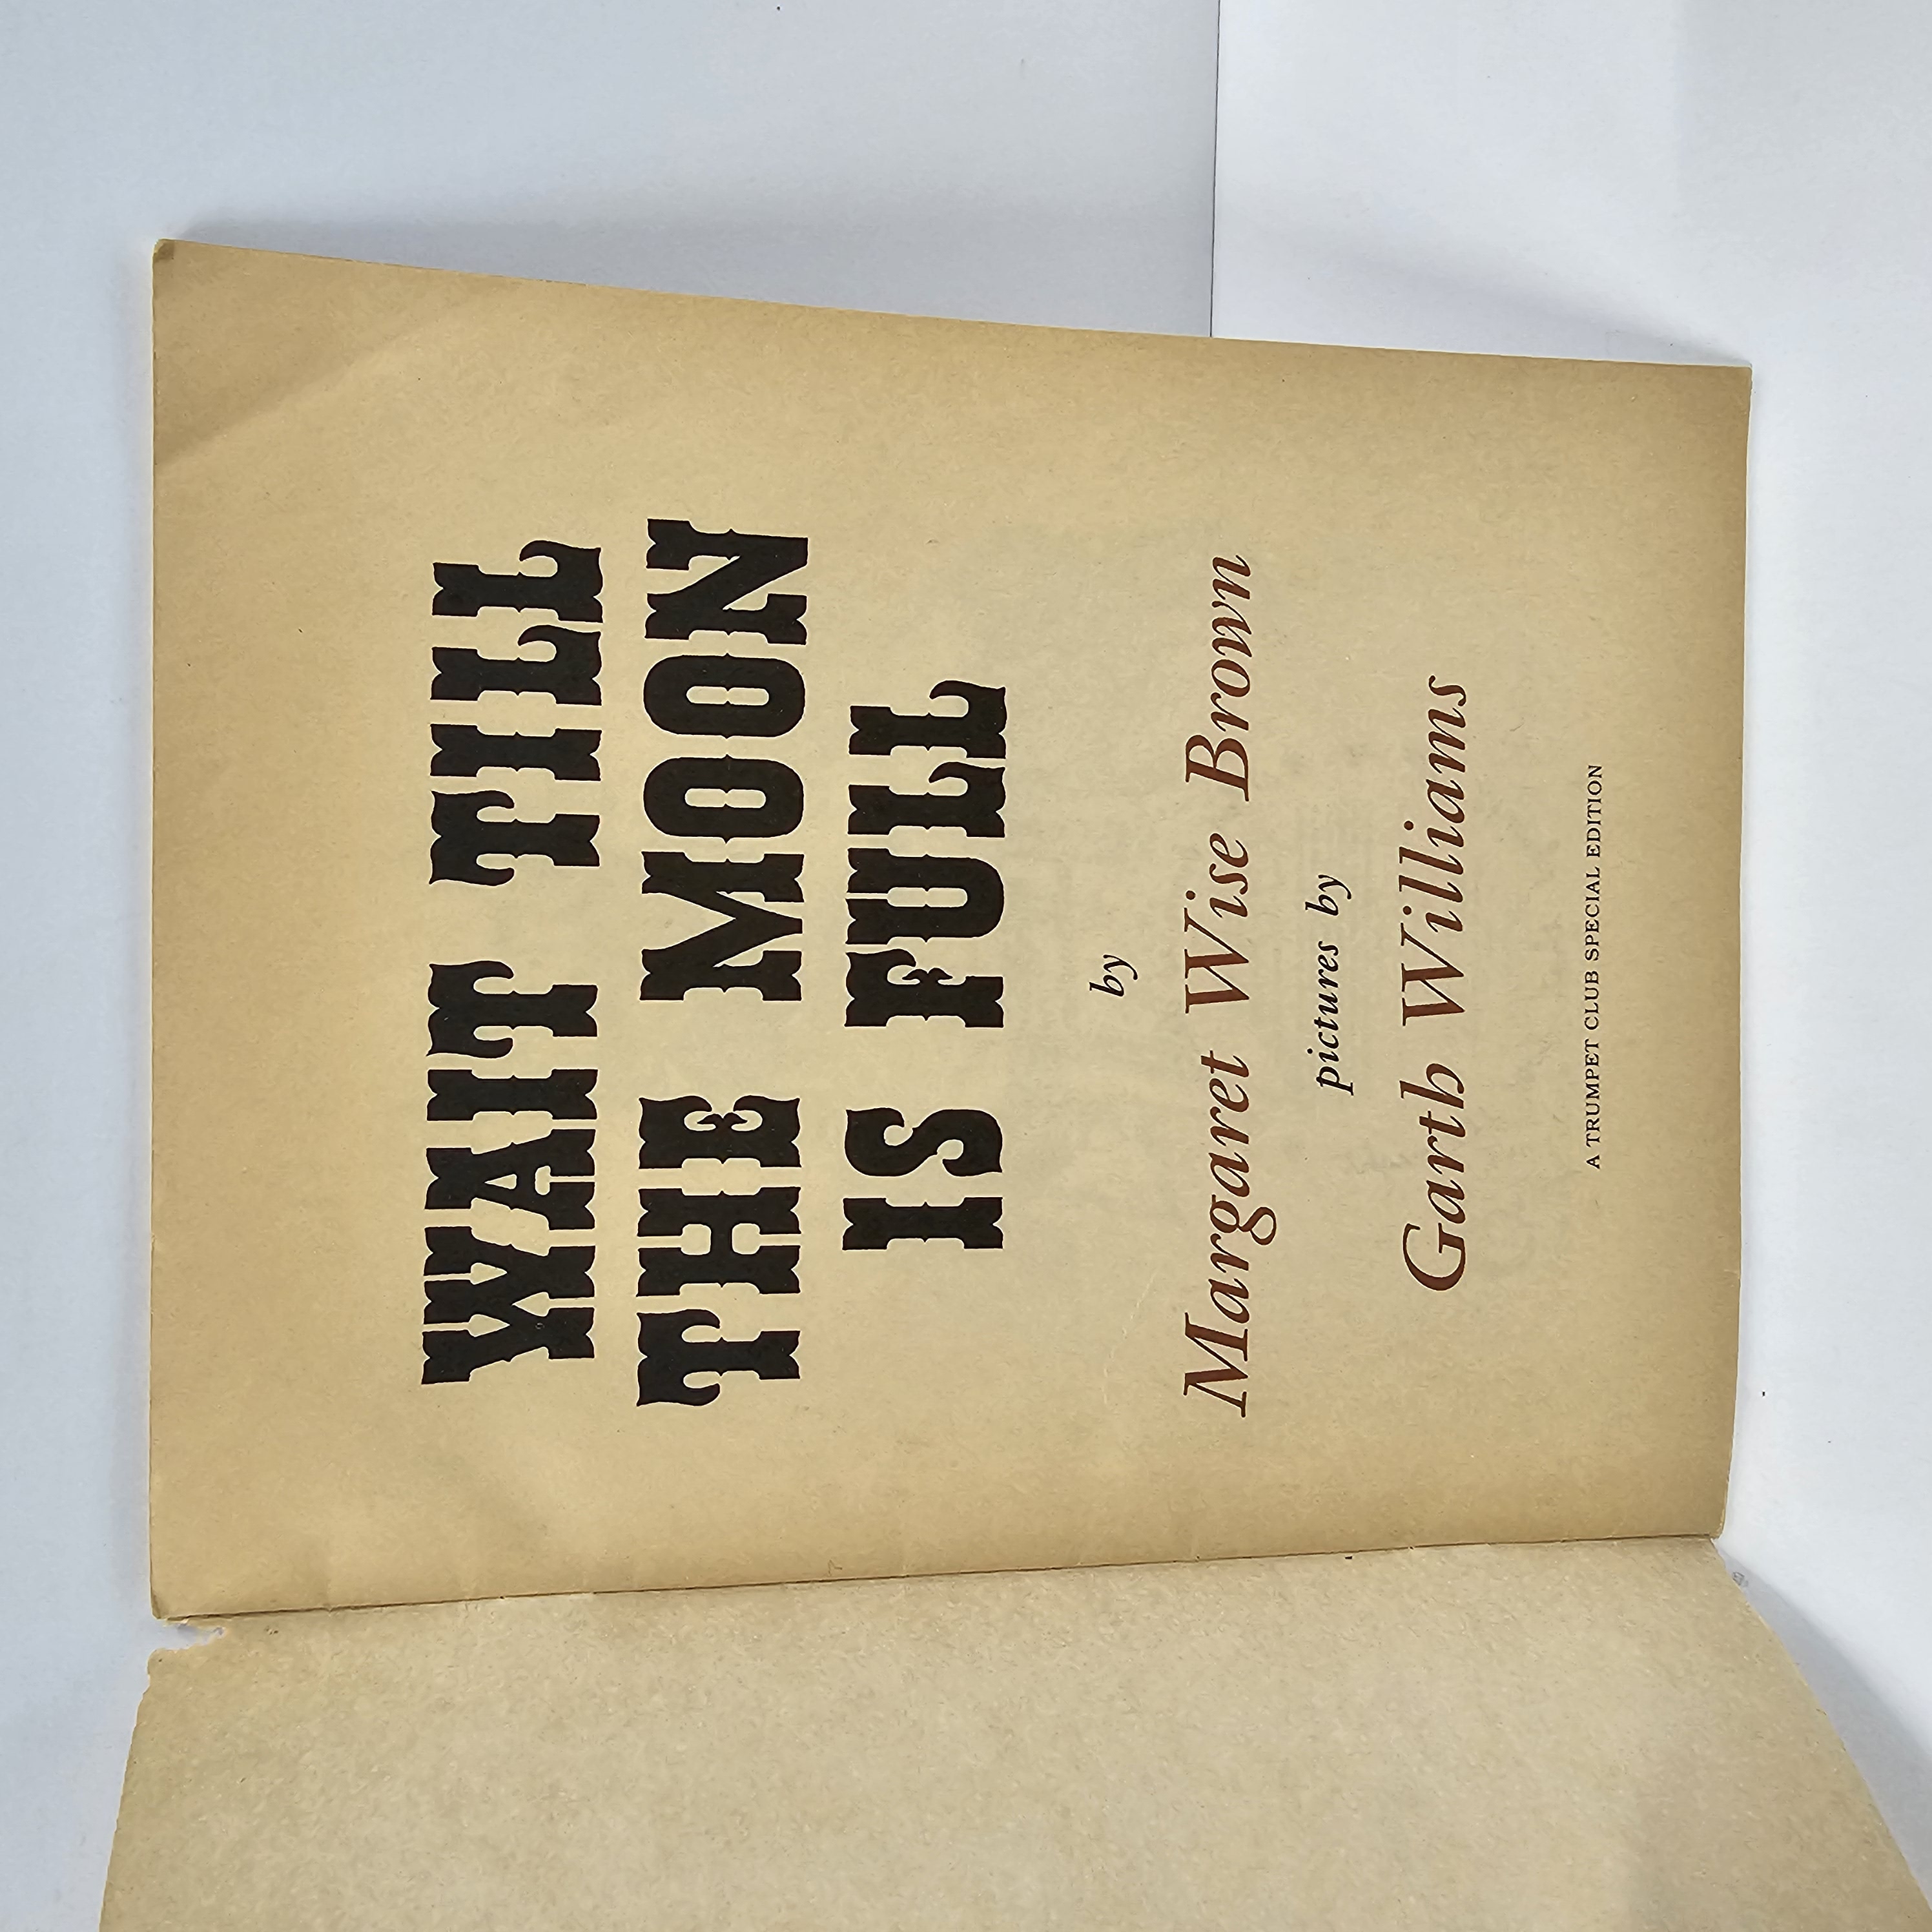 WAIT TILL
THE MOON
IS FULL
by
Margaret Wise Brown
pictures by
Garth Williams
A TRUMPET CLUB SPECIAL EDITION